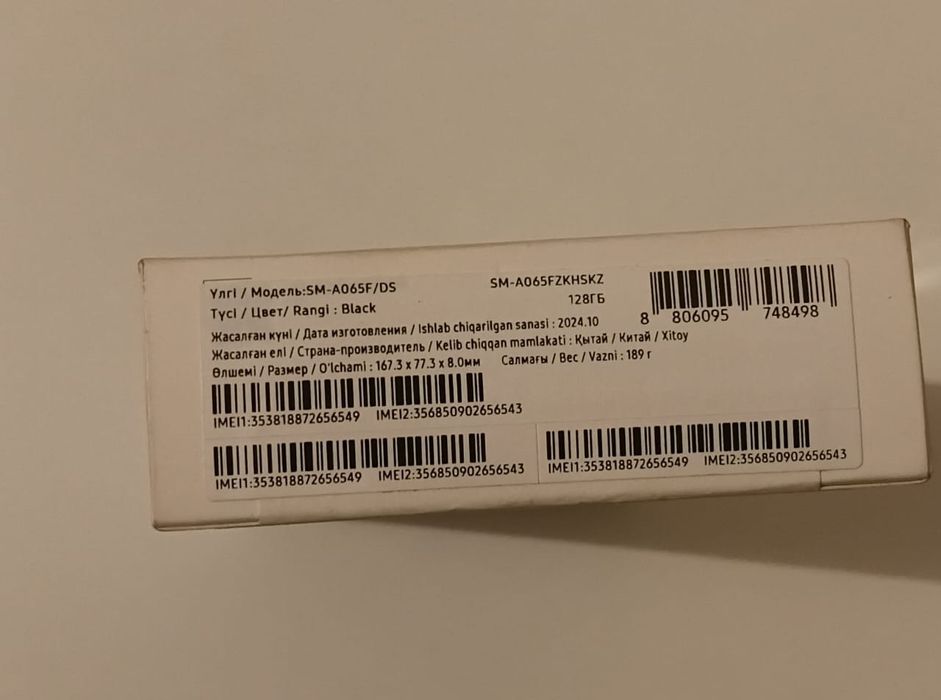 Үлгі / Модель:SM-A065F/DS SM-A065FZKHSKZ
Түсі / Цвет/ Rangi : Black 128ГБ
8 806095 748498
Жасалған күні / Дата изготовления / Ishlab chiqarilgan sanasi : 2024.10
Жасалған елі / Страна-производитель / Kelib chiqqan mamlakati : Қытай / Китай / Xitoy
Өлшемі / Размер / O'lchami : 167.3 x 77.3 x 8.0мм Салмағы / Вес / Vazni : 189 г
IMEI1:353818872656549 IMEI2:356850902656543
IMEI1:353818872656549 IMEI2:356850902656543
IMEI1:353818872656549 IMEI2:356850902656543